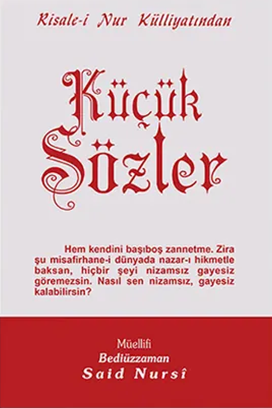 Risale-i Nur Külliyatından
Küçük
Sözler
Hem kendini başıboş zannetme. Zira
şu misafirhane-i dünyada nazar-ı hikmetle
baksan, hiçbir şeyi nizamsız gayesiz
göremezsin. Nasıl sen nizamsız, gayesiz
kalabilirsin?
Müellifi
Bediüzzaman
Said Nursî